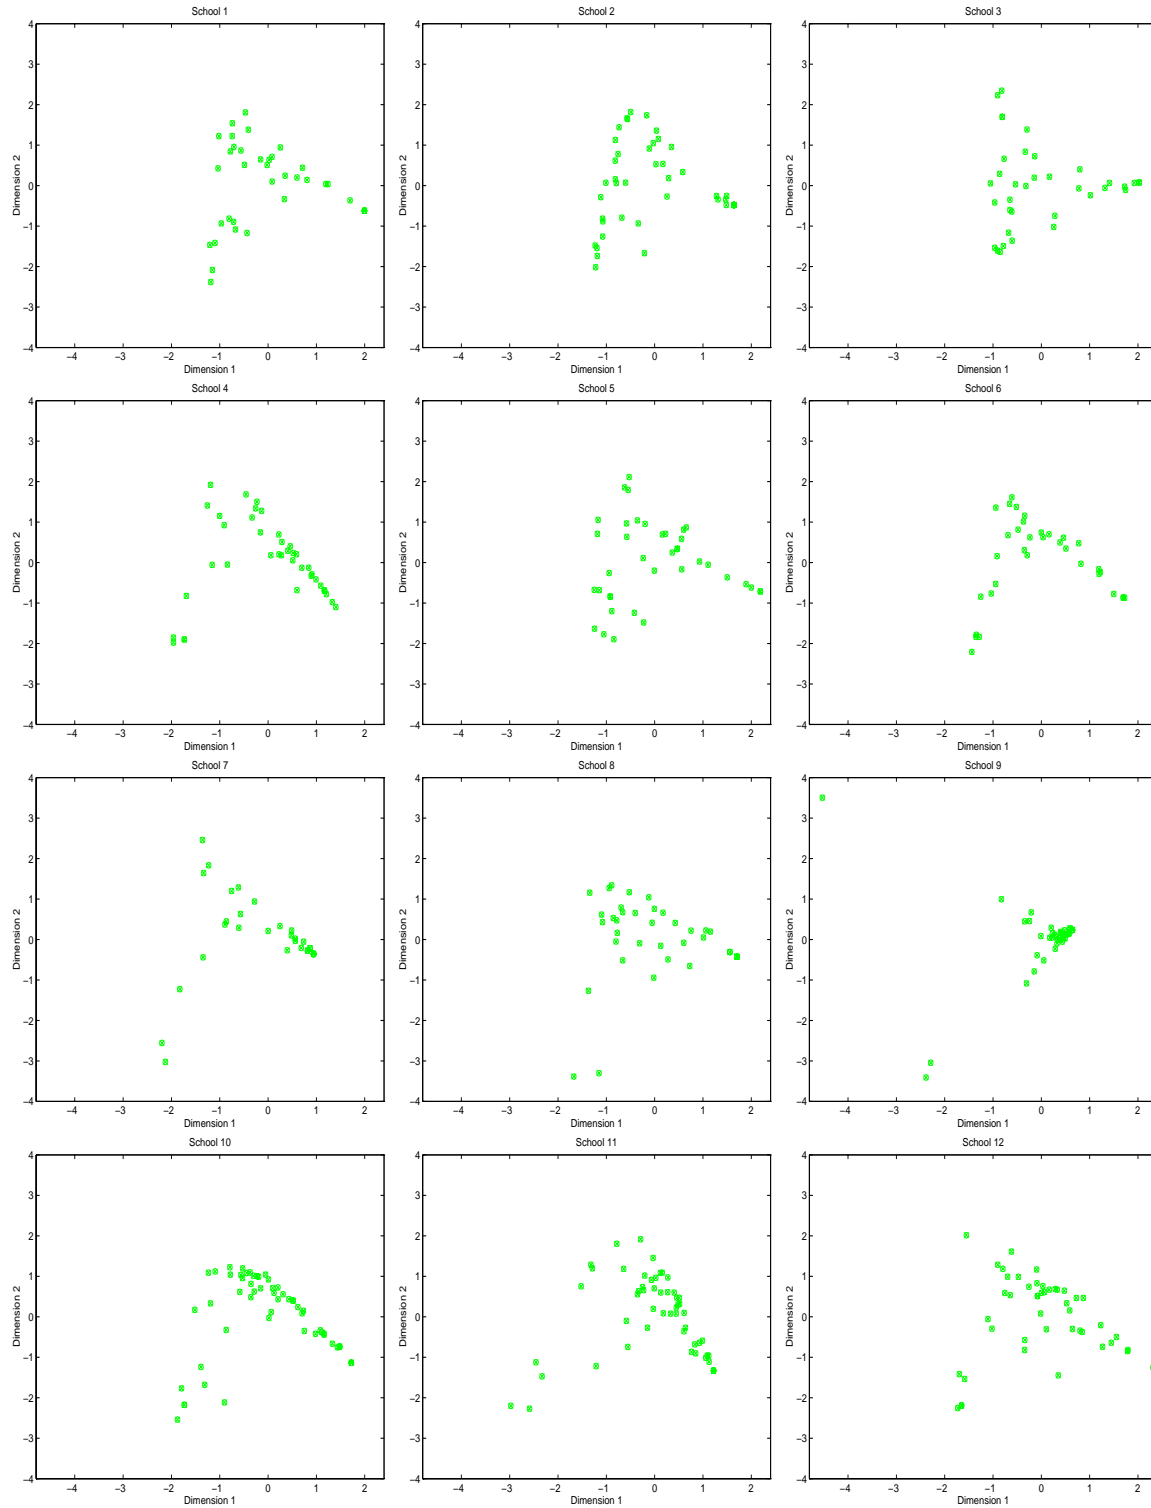 School 1
4
3
2
1
0
−1
−2
−3
−4
Dimension 2
−4 −3 −2 −1 0 1 2
Dimension 1
School 2
4
3
2
1
0
−1
−2
−3
−4
Dimension 2
−4 −3 −2 −1 0 1 2
Dimension 1
School 3
4
3
2
1
0
−1
−2
−3
−4
Dimension 2
−4 −3 −2 −1 0 1 2
Dimension 1
School 4
4
3
2
1
0
−1
−2
−3
−4
Dimension 2
−4 −3 −2 −1 0 1 2
Dimension 1
School 5
4
3
2
1
0
−1
−2
−3
−4
Dimension 2
−4 −3 −2 −1 0 1 2
Dimension 1
School 6
4
3
2
1
0
−1
−2
−3
−4
Dimension 2
−4 −3 −2 −1 0 1 2
Dimension 1
School 7
4
3
2
1
0
−1
−2
−3
−4
Dimension 2
−4 −3 −2 −1 0 1 2
Dimension 1
School 8
4
3
2
1
0
−1
−2
−3
−4
Dimension 2
−4 −3 −2 −1 0 1 2
Dimension 1
School 9
4
3
2
1
0
−1
−2
−3
−4
Dimension 2
−4 −3 −2 −1 0 1 2
Dimension 1
School 10
4
3
2
1
0
−1
−2
−3
−4
Dimension 2
−4 −3 −2 −1 0 1 2
Dimension 1
School 11
4
3
2
1
0
−1
−2
−3
−4
Dimension 2
−4 −3 −2 −1 0 1 2
Dimension 1
School 12
4
3
2
1
0
−1
−2
−3
−4
Dimension 2
−4 −3 −2 −1 0 1 2
Dimension 1